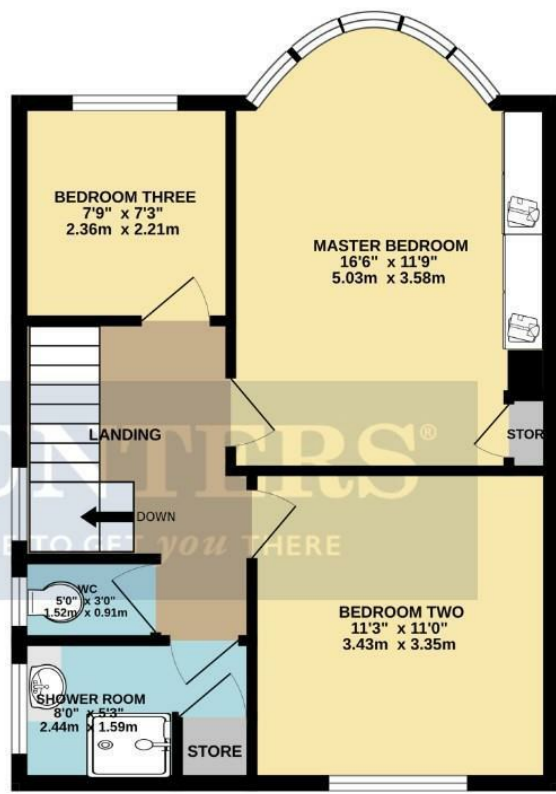 BEDROOM THREE
7'9" x 7'3"
2.36m x 2.21m
MASTER BEDROOM
16'6" x 11'9"
5.03m x 3.58m
STOR
LANDING
ENTERS®
DOWN
E TO GET you THERE
WC
5'0" x 3'0"
1.52m x 0.91m
BEDROOM TWO
11'3" x 11'0"
3.43m x 3.35m
SHOWER ROOM
8'0" x 5'3"
2.44m x 1.59m
STORE